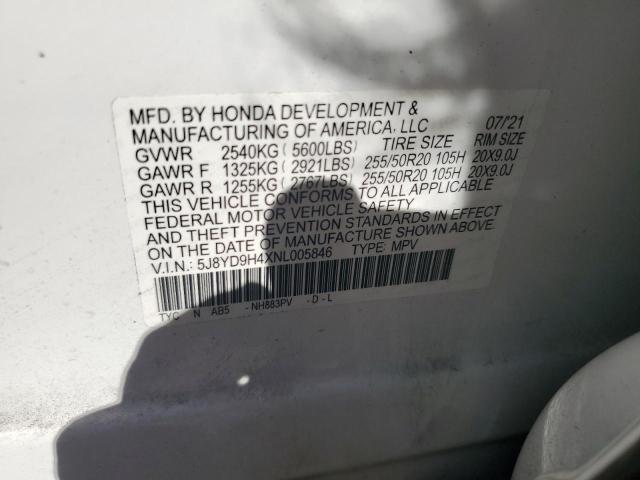 MFD. BY HONDA DEVELOPMENT &
MANUFACTURING OF AMERICA, LLC 07/21
GVWR 2540KG ( 5600LBS) TIRE SIZE RIM SIZE
GAWR F 1325KG ( 2921LBS) 255/50R20 105H 20X9.0J
GAWR R 1255KG ( 2767LBS) 255/50R20 105H 20X9.0J
THIS VEHICLE CONFORMS TO ALL APPLICABLE
FEDERAL MOTOR VEHICLE SAFETY
AND THEFT PREVENTION STANDARDS IN EFFECT
ON THE DATE OF MANUFACTURE SHOWN ABOVE.
V.I.N.: 5J8YD9H4XNL005846 TYPE: MPV
TYC N AB5 -NH883PV -D-L